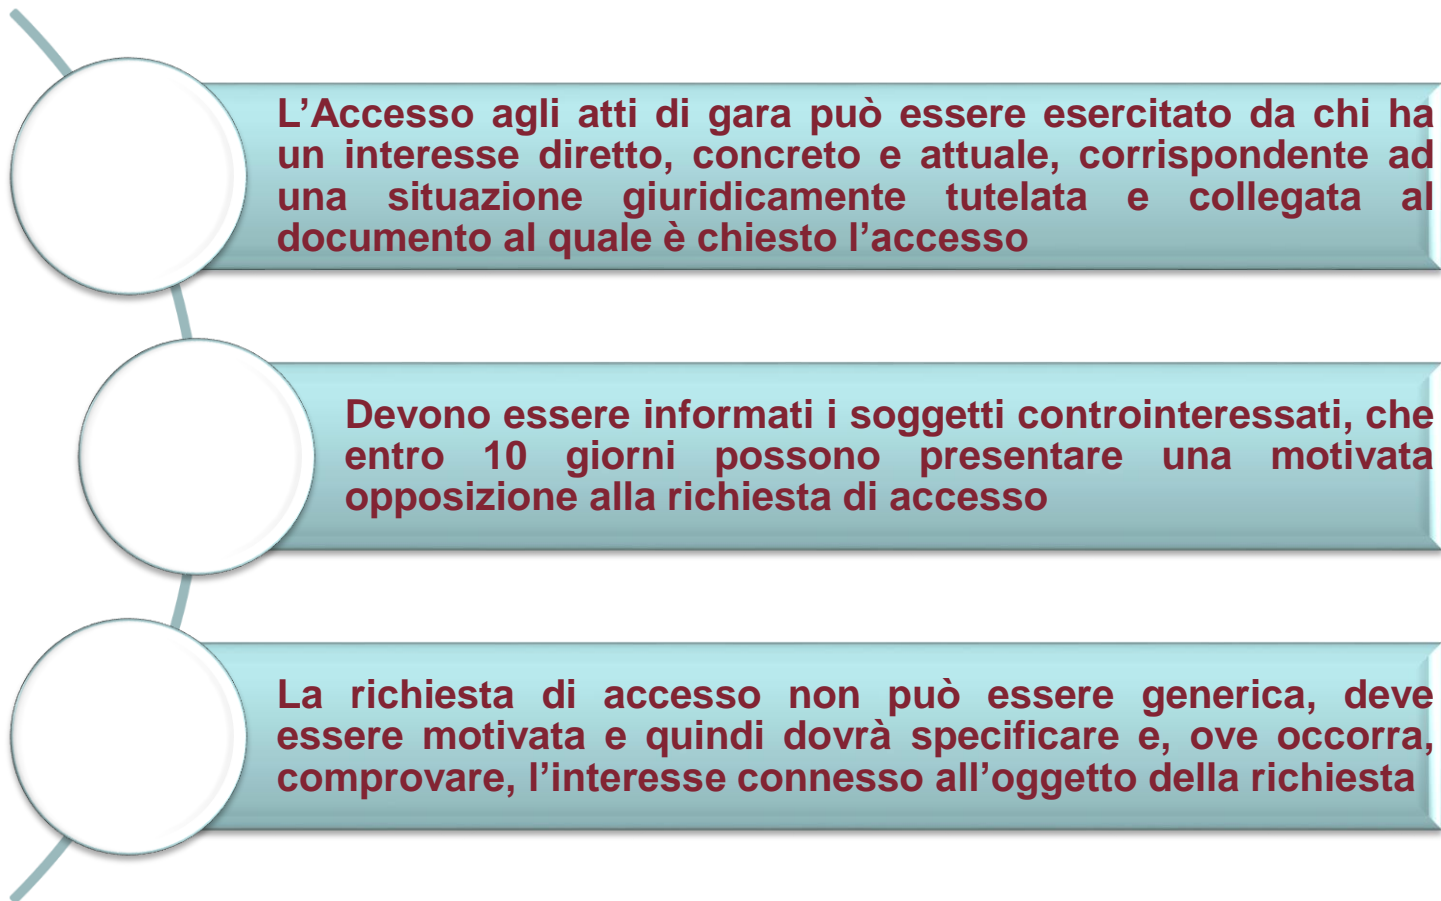 L’Accesso agli atti di gara può essere esercitato da chi ha
un interesse diretto, concreto e attuale, corrispondente ad
una situazione giuridicamente tutelata e collegata al
documento al quale è chiesto l’accesso
Devono essere informati i soggetti controinteressati, che
entro 10 giorni possono presentare una motivata
opposizione alla richiesta di accesso
La richiesta di accesso non può essere generica, deve
essere motivata e quindi dovrà specificare e, ove occorra,
comprovare, l’interesse connesso all’oggetto della richiesta